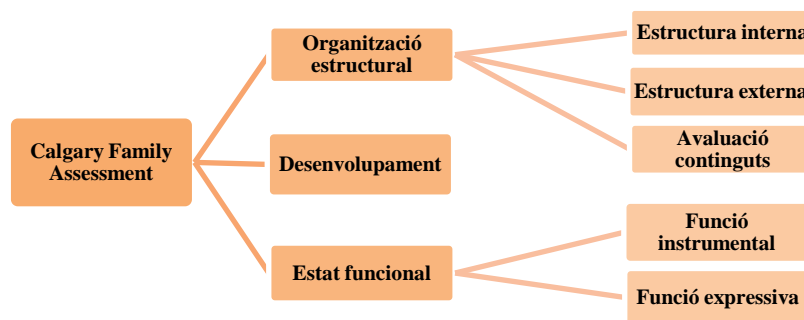 Calgary Family
Assessment
Organització
estructural
Desenvolupament
Estat funcional
Estructura interna
Estructura externa
Avaluació
continguts
Funció
instrumental
Funció expressiva